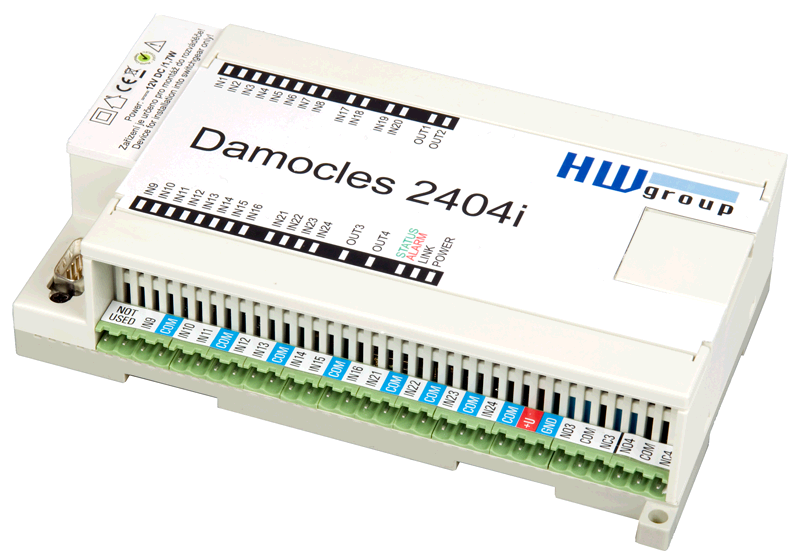 Power: ⎓ 12V DC /1,7W
Zařízení je určeno pro montáž do rozváděče!
Device for installation into switchgear only!
CE
IN1 IN2 IN3 IN4 IN5 IN6 IN7 IN8 IN17 IN18 IN19 IN20 OUT1 OUT2
Damocles 2404i
HW group
IN9 IN10 IN11 IN12 IN13 IN14 IN15 IN16 IN21 IN22 IN23 IN24 OUT3 OUT4 STATUS ALARM LINK POWER
NOT USED IN9 COM IN10 IN11 COM IN12 IN13 COM IN14 IN15 COM IN16 IN21 COM IN22 COM IN23 COM IN24 COM +U GND NO3 COM NC3 NO4 COM NC4